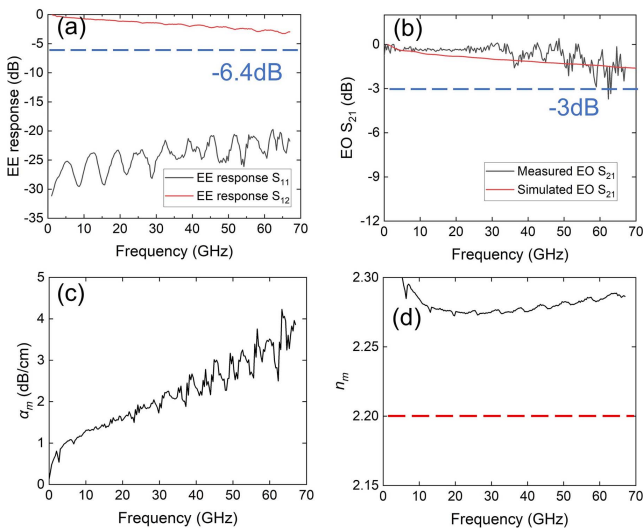 (a)
0
-5
-10
-15
-20
-25
-30
-35
EE response (dB)
-6.4dB
EE response S11
EE response S12
0 10 20 30 40 50 60 70
Frequency (GHz)
(b)
0
-3
-6
-9
-12
EO S21 (dB)
-3dB
Measured EO S21
Simulated EO S21
0 10 20 30 40 50 60 70
Frequency (GHz)
(c)
5
4
3
2
1
0
αm (dB/cm)
0 10 20 30 40 50 60 70
Frequency (GHz)
(d)
2.30
2.25
2.20
2.15
nm
0 10 20 30 40 50 60 70
Frequency (GHz)